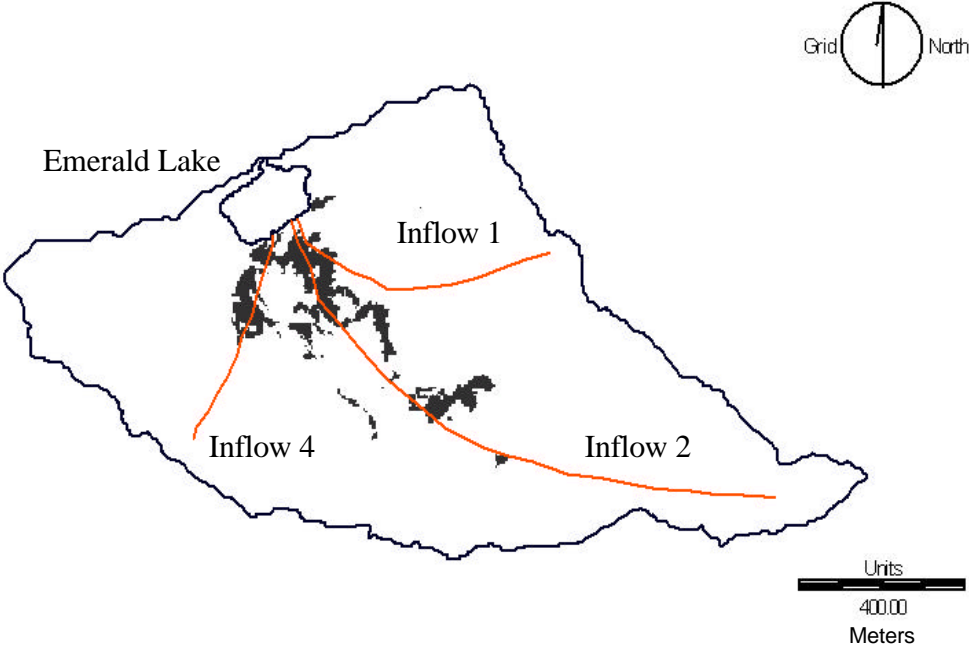 Grid North
Emerald Lake
Inflow 1
Inflow 4
Inflow 2
Units
400.00
Meters